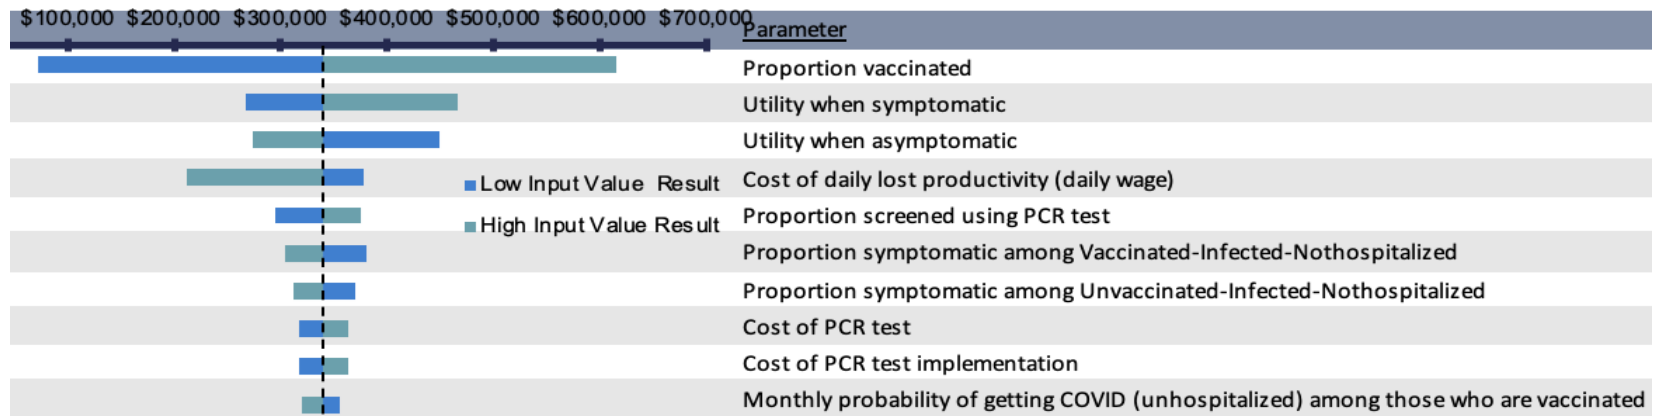 $100,000 $200,000 $300,000 $400,000 $500,000 $600,000 $700,000
Parameter
Proportion vaccinated
Utility when symptomatic
Utility when asymptomatic
Low Input Value Result
Cost of daily lost productivity (daily wage)
High Input Value Result
Proportion screened using PCR test
Proportion symptomatic among Vaccinated-Infected-Nothospitalized
Proportion symptomatic among Unvaccinated-Infected-Nothospitalized
Cost of PCR test
Cost of PCR test implementation
Monthly probability of getting COVID (unhospitalized) among those who are vaccinated